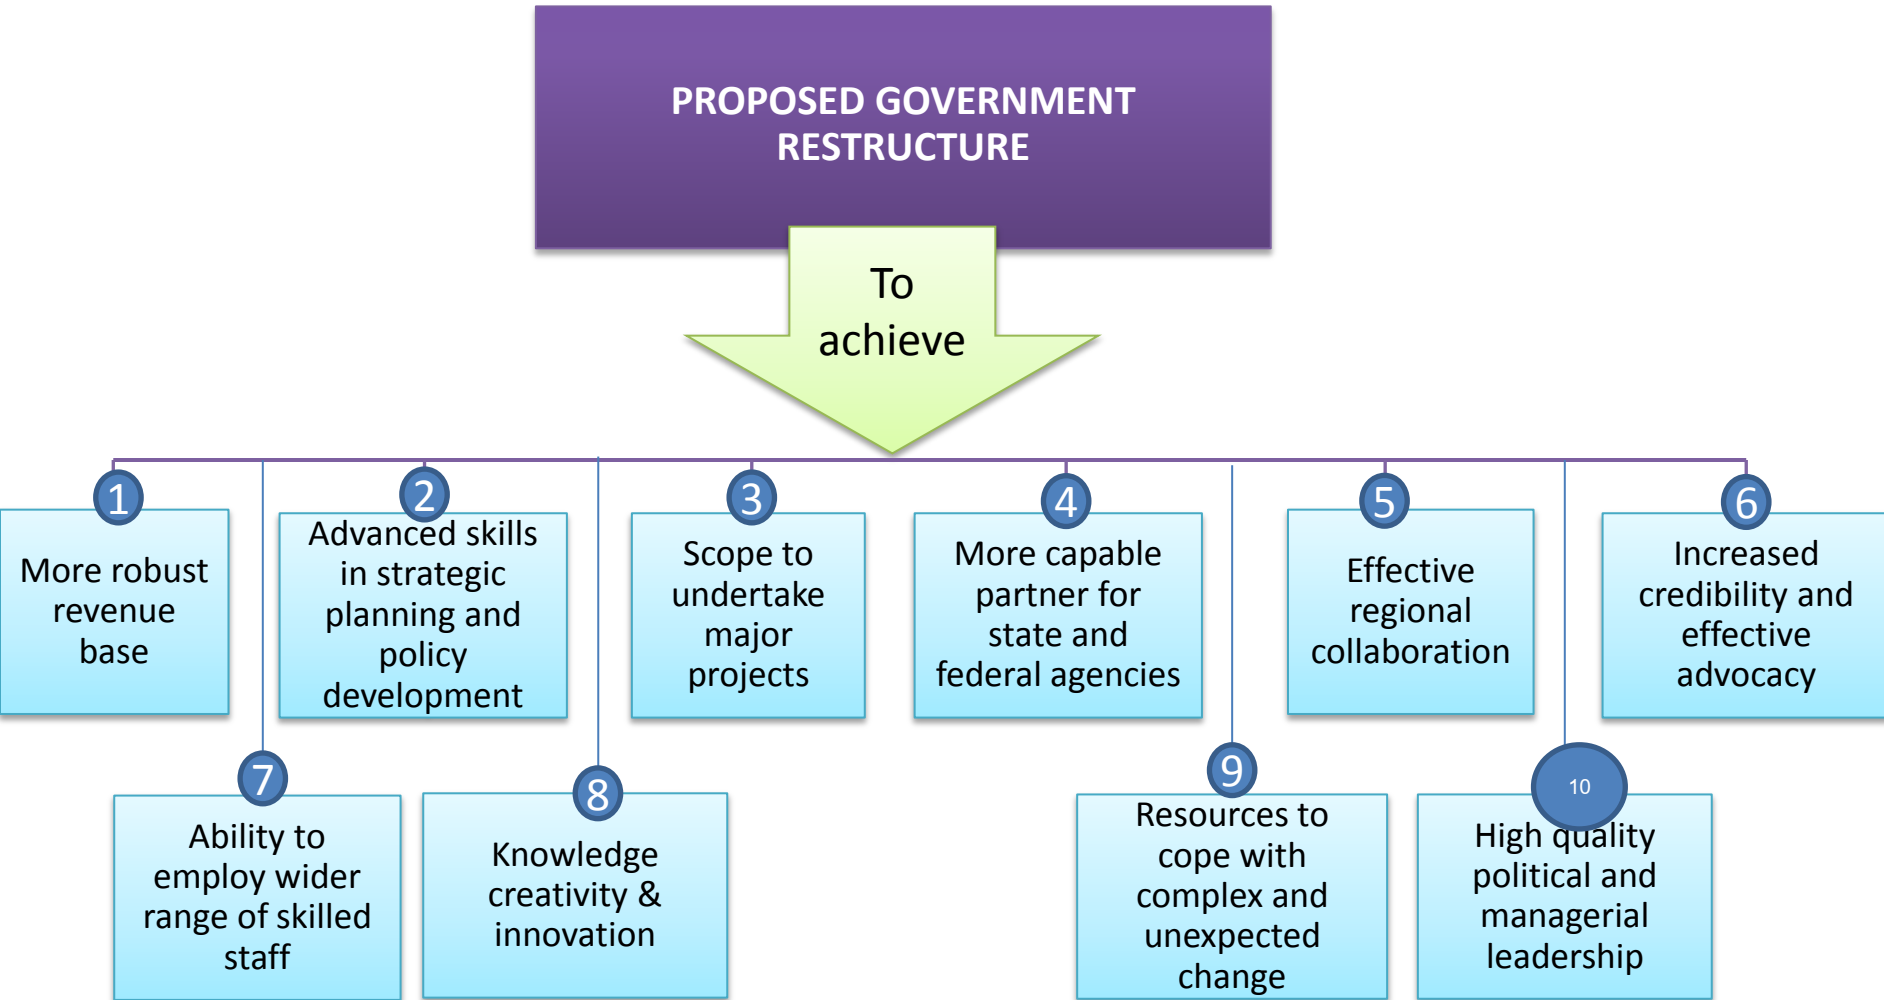 PROPOSED GOVERNMENT
RESTRUCTURE
To
achieve
1
More robust
revenue
base
2
Advanced skills
in strategic
planning and
policy
development
3
Scope to
undertake
major
projects
4
More capable
partner for
state and
federal agencies
5
Effective
regional
collaboration
6
Increased
credibility and
effective
advocacy
7
Ability to
employ wider
range of skilled
staff
8
Knowledge
creativity &
innovation
9
Resources to
cope with
complex and
unexpected
change
10
High quality
political and
managerial
leadership